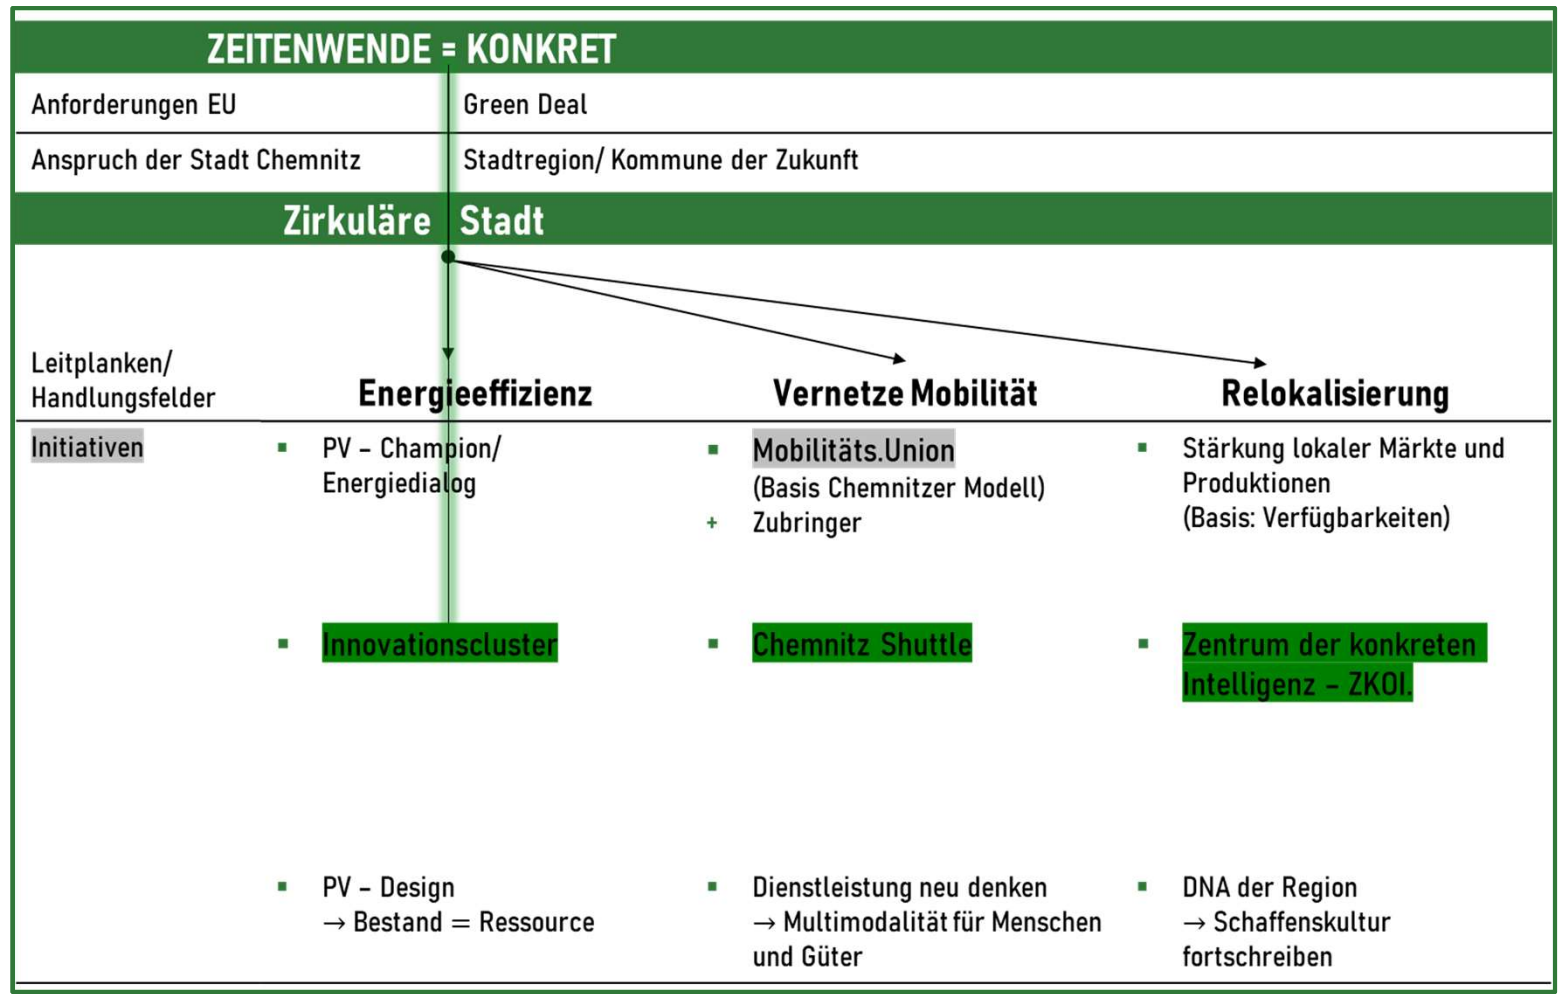 ZEITENWENDE = KONKRET
Anforderungen EU
Green Deal
Anspruch der Stadt Chemnitz
Stadtregion/ Kommune der Zukunft
Zirkuläre Stadt
Leitplanken/
Handlungsfelder
Energieeffizienz
Vernetze Mobilität
Relokalisierung
Initiativen
▪ PV – Champion/
Energiedialog
▪ Mobilitäts.Union
(Basis Chemnitzer Modell)
+ Zubringer
▪ Stärkung lokaler Märkte und
Produktionen
(Basis: Verfügbarkeiten)
▪ Innovationscluster
▪ Chemnitz Shuttle
▪ Zentrum der konkreten
Intelligenz – ZKOI.
▪ PV – Design
→ Bestand = Ressource
▪ Dienstleistung neu denken
→ Multimodalität für Menschen
und Güter
▪ DNA der Region
→ Schaffenskultur
fortschreiben